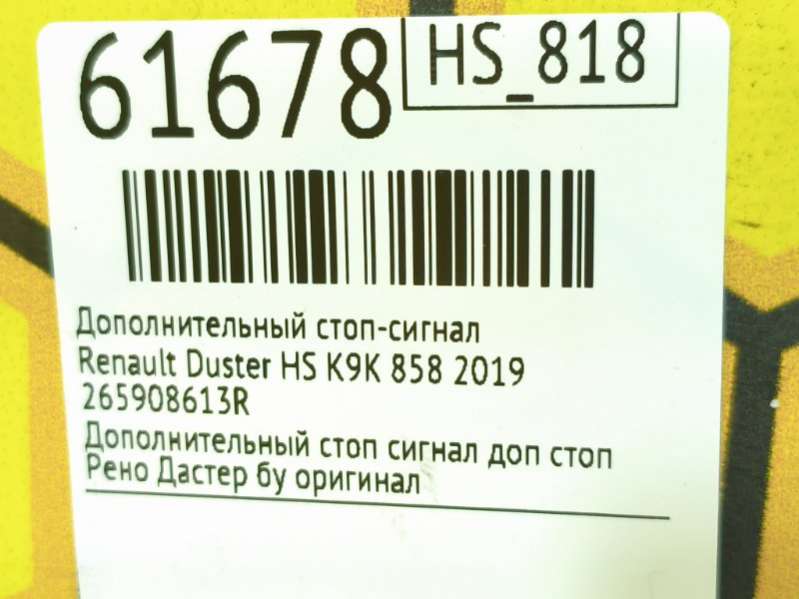 61678
HS_818
Дополнительный стоп-сигнал
Renault Duster HS K9K 858 2019
265908613R
Дополнительный стоп сигнал доп стоп
Рено Дастер бу оригинал